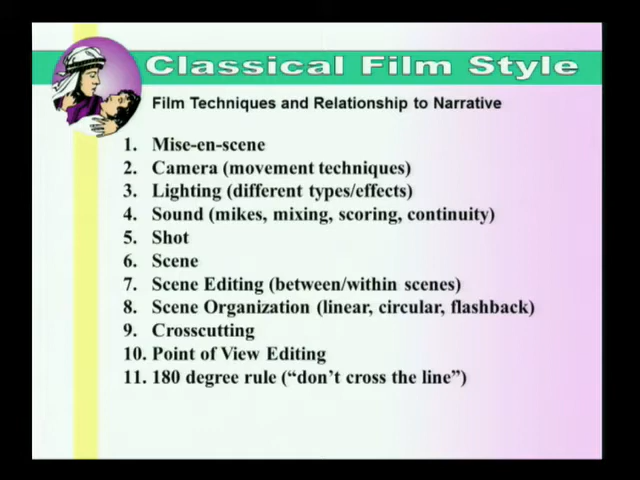 Classical Film Style
Film Techniques and Relationship to Narrative
1. Mise-en-scene
2. Camera (movement techniques)
3. Lighting (different types/effects)
4. Sound (mikes, mixing, scoring, continuity)
5. Shot
6. Scene
7. Scene Editing (between/within scenes)
8. Scene Organization (linear, circular, flashback)
9. Crosscutting
10. Point of View Editing
11. 180 degree rule (“don’t cross the line”)